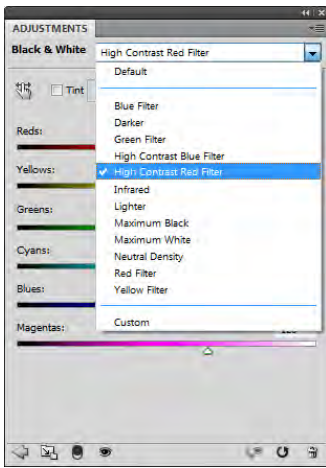 ADJUSTMENTS
Black & White High Contrast Red Filter
Default
Tint
Blue Filter
Darker
Reds:
Green Filter
High Contrast Blue Filter
Yellows:
High Contrast Red Filter
Infrared
Greens:
Lighter
Maximum Black
Maximum White
Cyans:
Neutral Density
Red Filter
Blues:
Yellow Filter
Custom
Magentas: